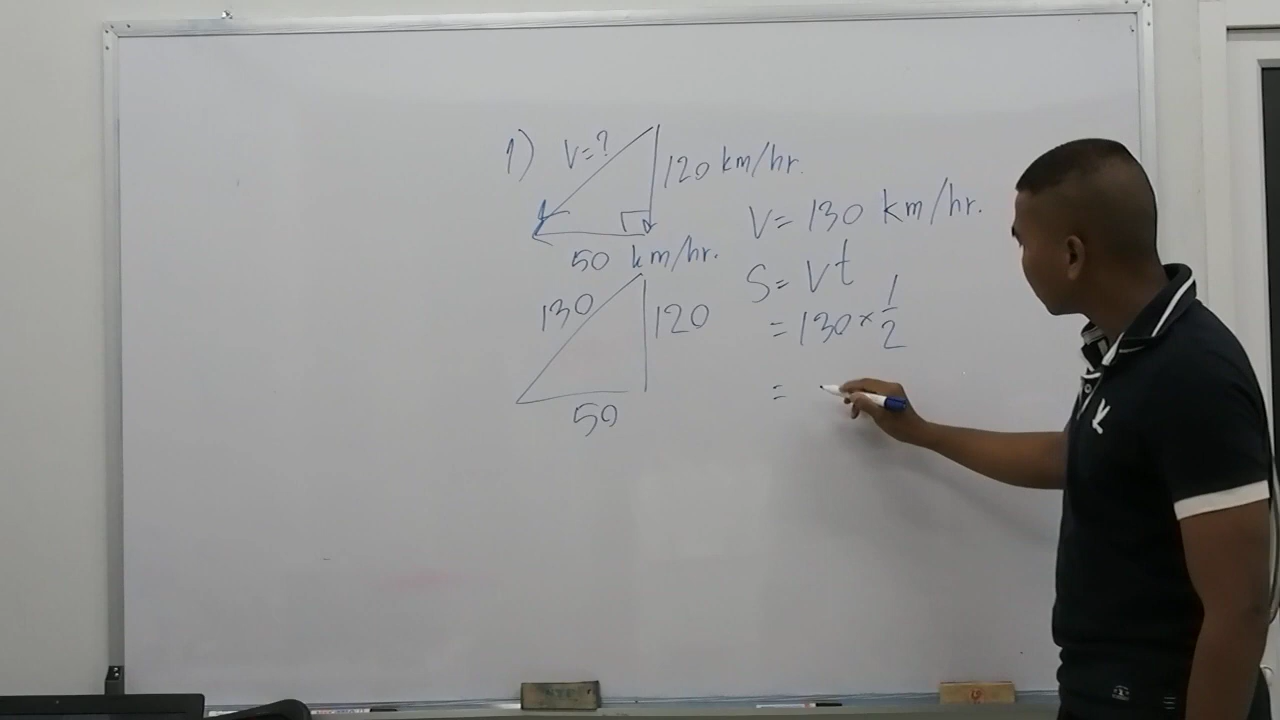 1) V=?
120 km/hr.
50 km/hr.
130
120
50
V= 130 km/hr.
S= Vt
= 130 × 1/2
=